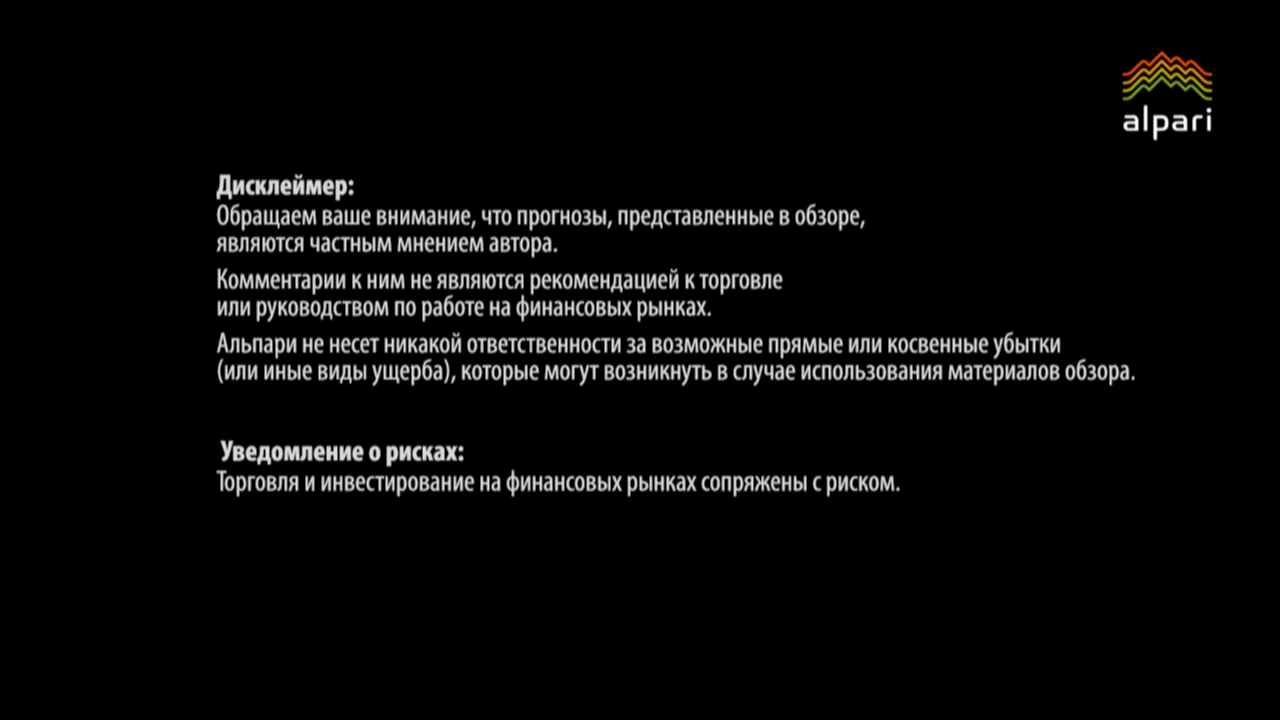 alpari
Дисклеймер:
Обращаем ваше внимание, что прогнозы, представленные в обзоре,
являются частным мнением автора.
Комментарии к ним не являются рекомендацией к торговле
или руководством по работе на финансовых рынках.
Альпари не несет никакой ответственности за возможные прямые или косвенные убытки
(или иные виды ущерба), которые могут возникнуть в случае использования материалов обзора.
Уведомление о рисках:
Торговля и инвестирование на финансовых рынках сопряжены с риском.